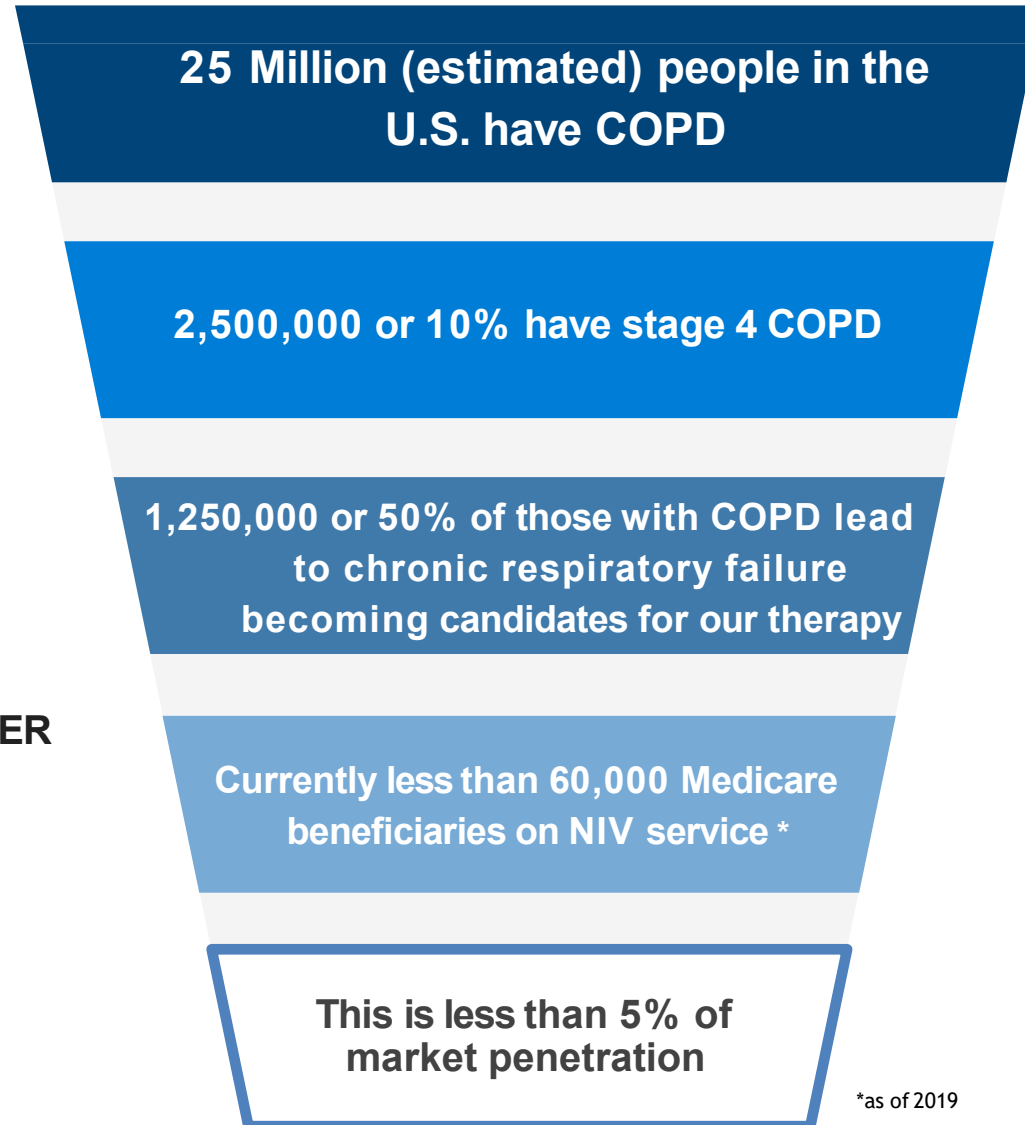 25 Million (estimated) people in the
U.S. have COPD
2,500,000 or 10% have stage 4 COPD
1,250,000 or 50% of those with COPD lead
to chronic respiratory failure
becoming candidates for our therapy
ER
Currently less than 60,000 Medicare
beneficiaries on NIV service *
This is less than 5% of
market penetration
*as of 2019